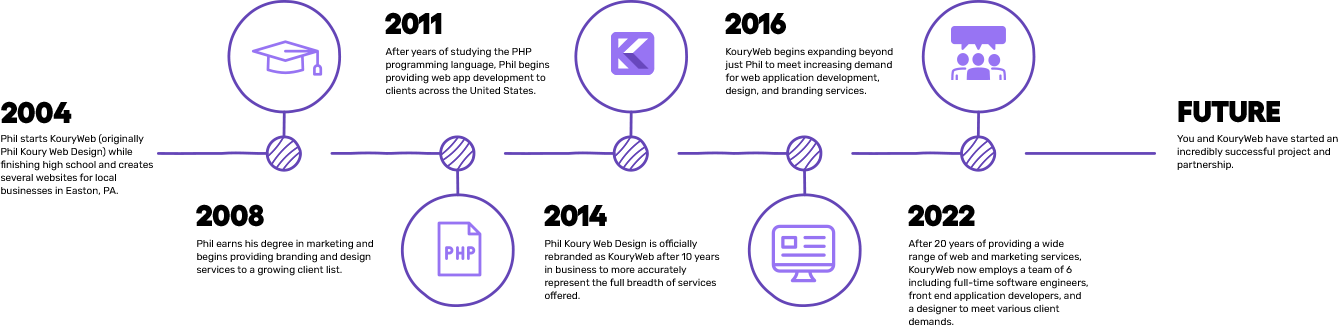 2004
Phil starts KouryWeb (originally
Phil Koury Web Design) while
finishing high school and creates
several websites for local
businesses in Easton, PA.
2008
Phil earns his degree in marketing and
begins providing branding and design
services to a growing client list.
2011
After years of studying the PHP
programming language, Phil begins
providing web app development to
clients across the United States.
PHP
2014
Phil Koury Web Design is officially
rebranded as KouryWeb after 10 years
in business to more accurately
represent the full breadth of services
offered.
2016
KouryWeb begins expanding beyond
just Phil to meet increasing demand
for web application development,
design, and branding services.
2022
After 20 years of providing a wide
range of web and marketing services,
KouryWeb now employs a team of 6
including full-time software engineers,
front end application developers, and
a designer to meet various client
demands.
FUTURE
You and KouryWeb have started an
incredibly successful project and
partnership.